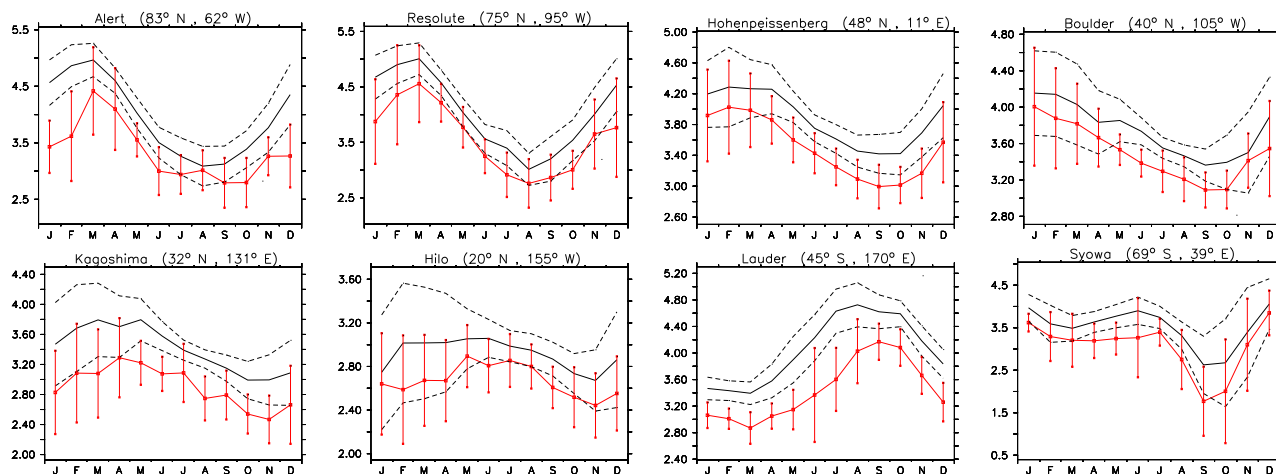 Alert (83° N , 62° W)
5.5
4.5
3.5
2.5
J F M A M J J A S O N D
Resolute (75° N , 95° W)
5.5
4.5
3.5
2.5
J F M A M J J A S O N D
Hohenpeissenberg (48° N , 11° E)
5.00
4.60
4.20
3.80
3.40
3.00
2.60
J F M A M J J A S O N D
Boulder (40° N , 105° W)
4.80
4.40
4.00
3.60
3.20
2.80
J F M A M J J A S O N D
Kagoshima (32° N , 131° E)
4.40
4.00
3.60
3.20
2.80
2.40
2.00
J F M A M J J A S O N D
Hilo (20° N , 155° W)
3.60
3.20
2.80
2.40
2.00
J F M A M J J A S O N D
Lauder (45° S , 170° E)
5.20
4.80
4.40
4.00
3.60
3.20
2.80
2.40
J F M A M J J A S O N D
Syowa (69° S , 39° E)
4.5
3.5
2.5
1.5
0.5
J F M A M J J A S O N D